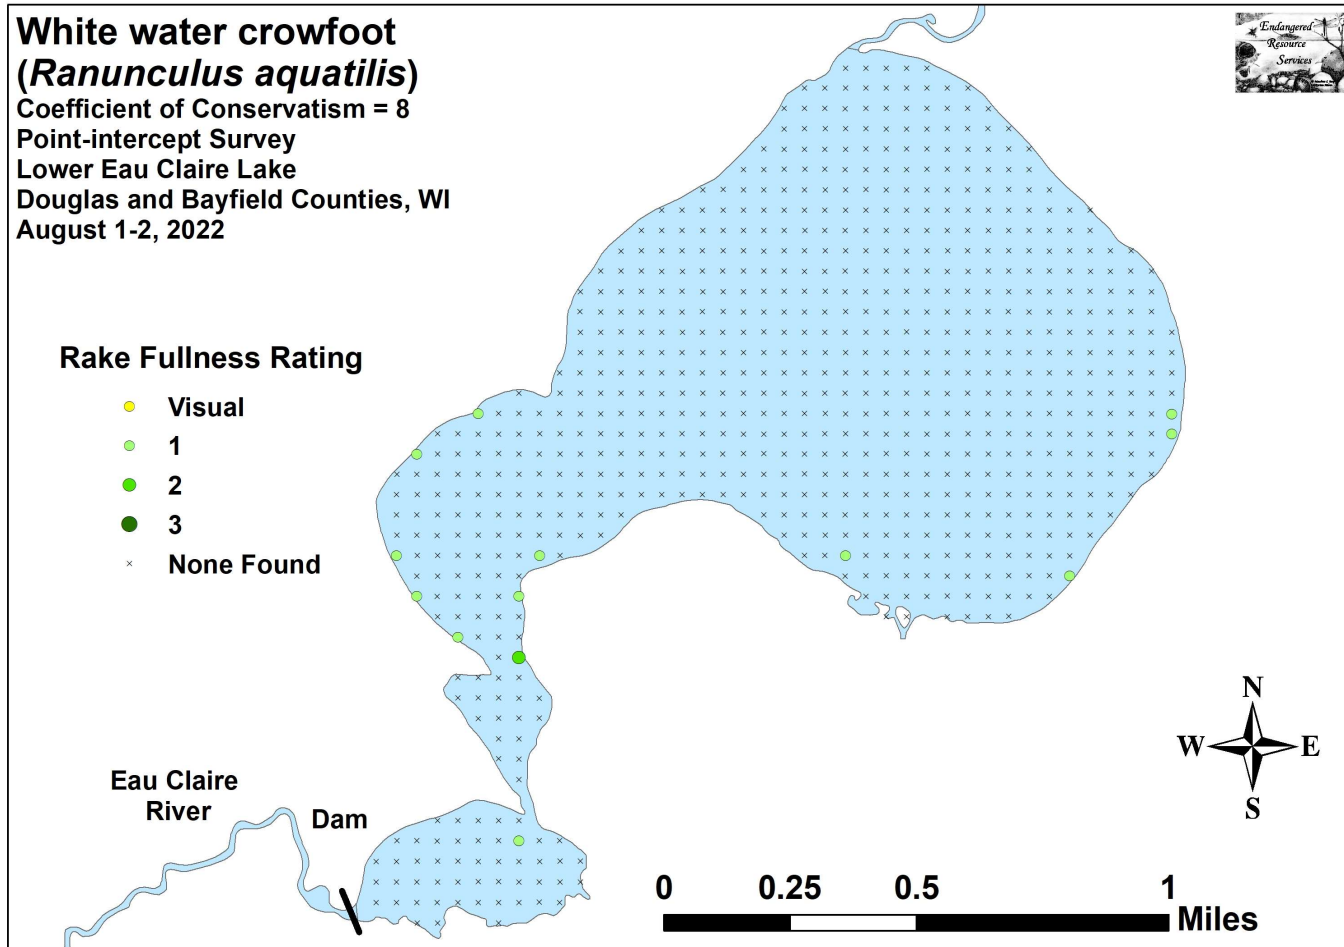 White water crowfoot
(Ranunculus aquatilis)
Coefficient of Conservatism = 8
Point-intercept Survey
Lower Eau Claire Lake
Douglas and Bayfield Counties, WI
August 1-2, 2022
Endangered
Resource
Services
Rake Fullness Rating
Visual
1
2
3
None Found
N
W
E
S
Eau Claire
River
Dam
0 0.25 0.5 1
Miles